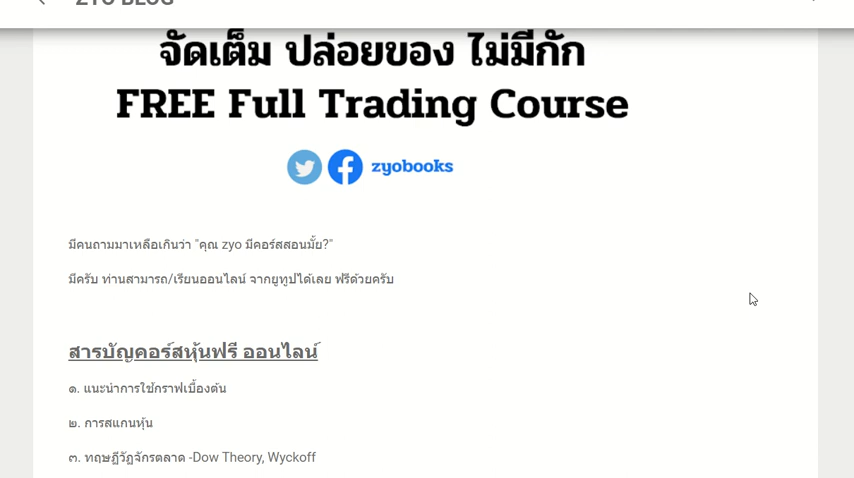 ZYO BLOG
จัดเต็ม ปล่อยของ ไม่มีกัก
FREE Full Trading Course
zyobooks
มีคนถามมาเหลือเกินว่า "คุณ zyo มีคอร์สสอนมั้ย?"
มีครับ ท่านสามารถ/เรียนออนไลน์ จากยูทูปได้เลย ฟรีด้วยครับ
สารบัญคอร์สหุ้นฟรี ออนไลน์
๑. แนะนำการใช้กราฟเบื้องต้น
๒. การสแกนหุ้น
๓. ทฤษฎีวัฏจักรตลาด -Dow Theory, Wyckoff